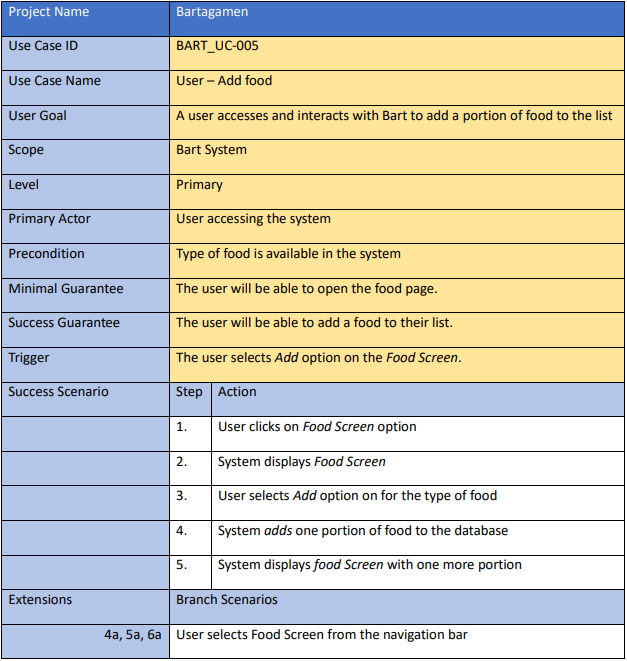 Project Name Bartagamen
Use Case ID BART_UC-005
Use Case Name User – Add food
User Goal A user accesses and interacts with Bart to add a portion of food to the list
Scope Bart System
Level Primary
Primary Actor User accessing the system
Precondition Type of food is available in the system
Minimal Guarantee The user will be able to open the food page.
Success Guarantee The user will be able to add a food to their list.
Trigger The user selects Add option on the Food Screen.
Success Scenario Step Action
1. User clicks on Food Screen option
2. System displays Food Screen
3. User selects Add option on for the type of food
4. System adds one portion of food to the database
5. System displays food Screen with one more portion
Extensions Branch Scenarios
4a, 5a, 6a User selects Food Screen from the navigation bar